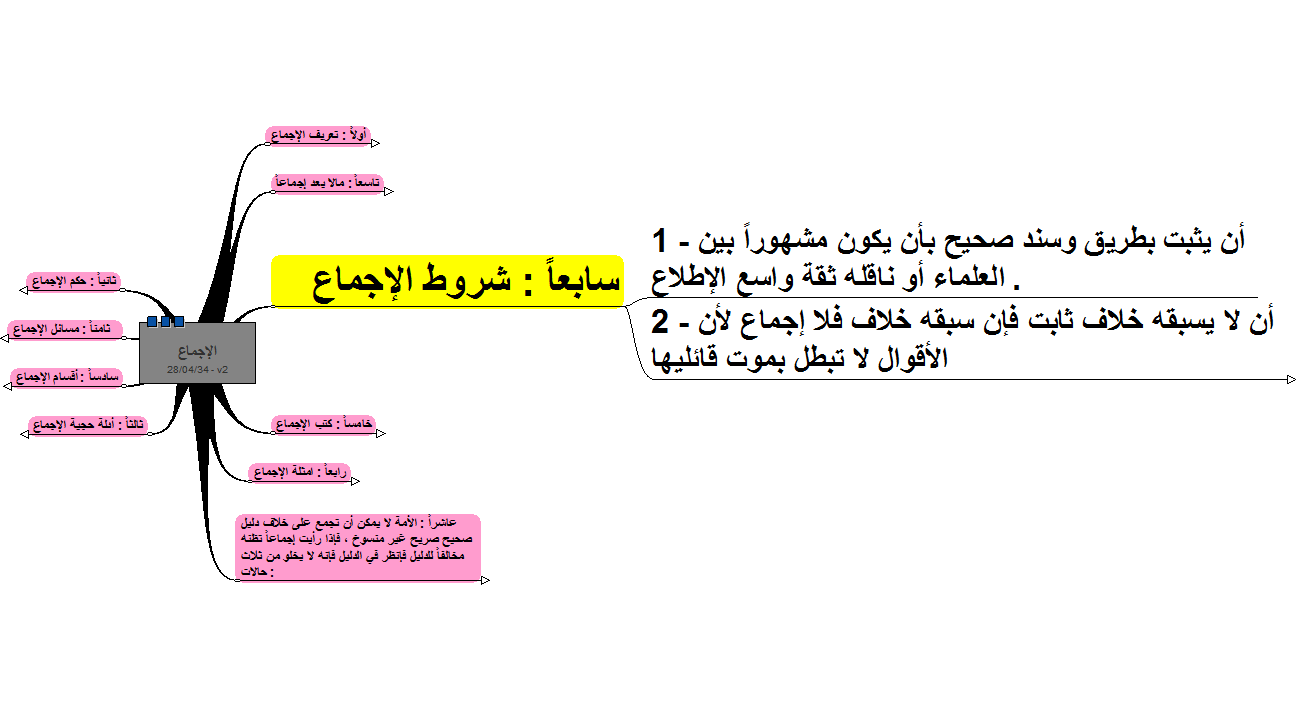 أولاً : تعريف الإجماع
تاسعاً : مالا يعد إجماعاً
سابعاً : شروط الإجماع
1 - أن يثبت بطريق وسند صحيح بأن يكون مشهوراً بين
العلماء أو ناقله ثقة واسع الإطلاع .
2 - أن لا يسبقه خلاف ثابت فإن سبقه خلاف فلا إجماع لأن
الأقوال لا تبطل بموت قائليها
ثانياً : حكم الإجماع
ثامناً : مسائل الإجماع
سادساً : أقسام الإجماع
ثالثاً : أدلة حجية الإجماع
الإجماع
28/04/34 - v2
خامساً : كتب الإجماع
رابعاً : امثلة الإجماع
عاشراً : الأمة لا يمكن أن تجمع على خلاف دليل
صحيح صريح غير منسوخ ، فإذا رأيت إجماعاً تظنه
مخالفاً للدليل فإنظر في الدليل فإنه لا يخلو من ثلاث
حالات :